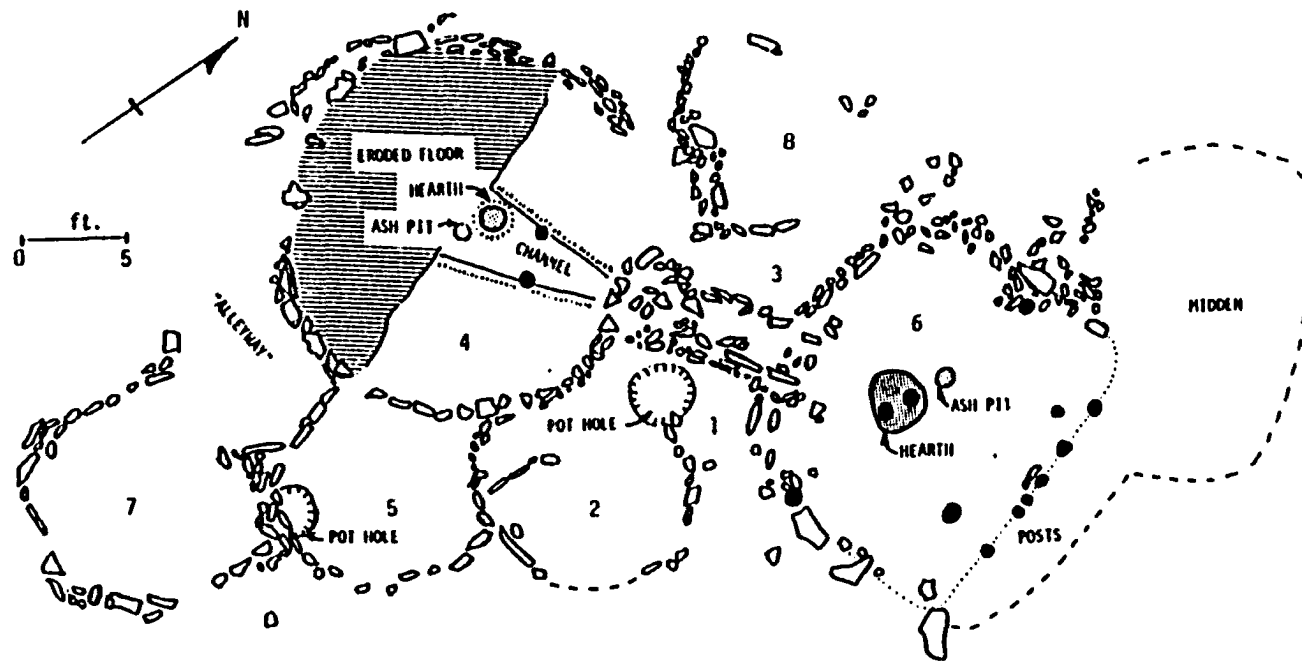 N
ft.
0 5
ERODED FLOOR
HEARTH
ASH PIT
CHANNEL
"ALLEYWAY"
8
3
6
MIDDEN
4
POT HOLE
1
ASH PIT
HEARTH
7
5
2
POT HOLE
POSTS